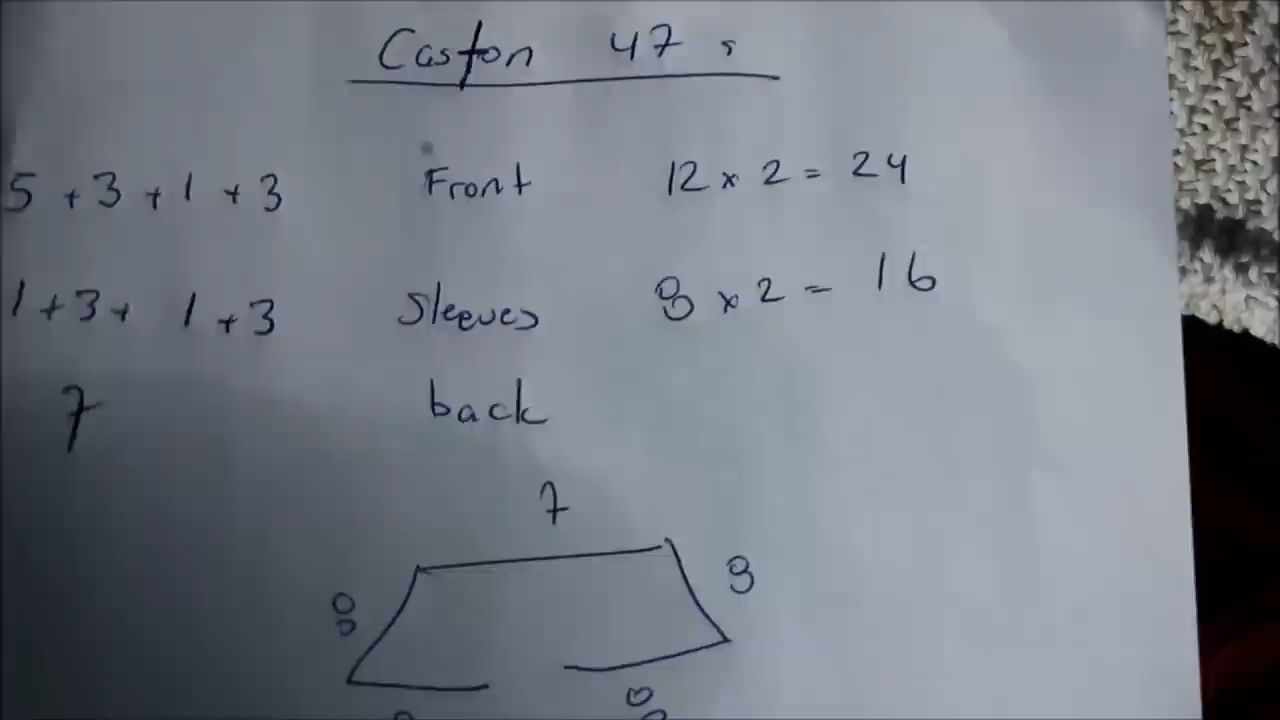 Caston 47 s
5 + 3 + 1 + 3 Front 12 x 2 = 24
1 + 3 + 1 + 3 Sleeves 8 x 2 = 16
7 back
7
8 8
8